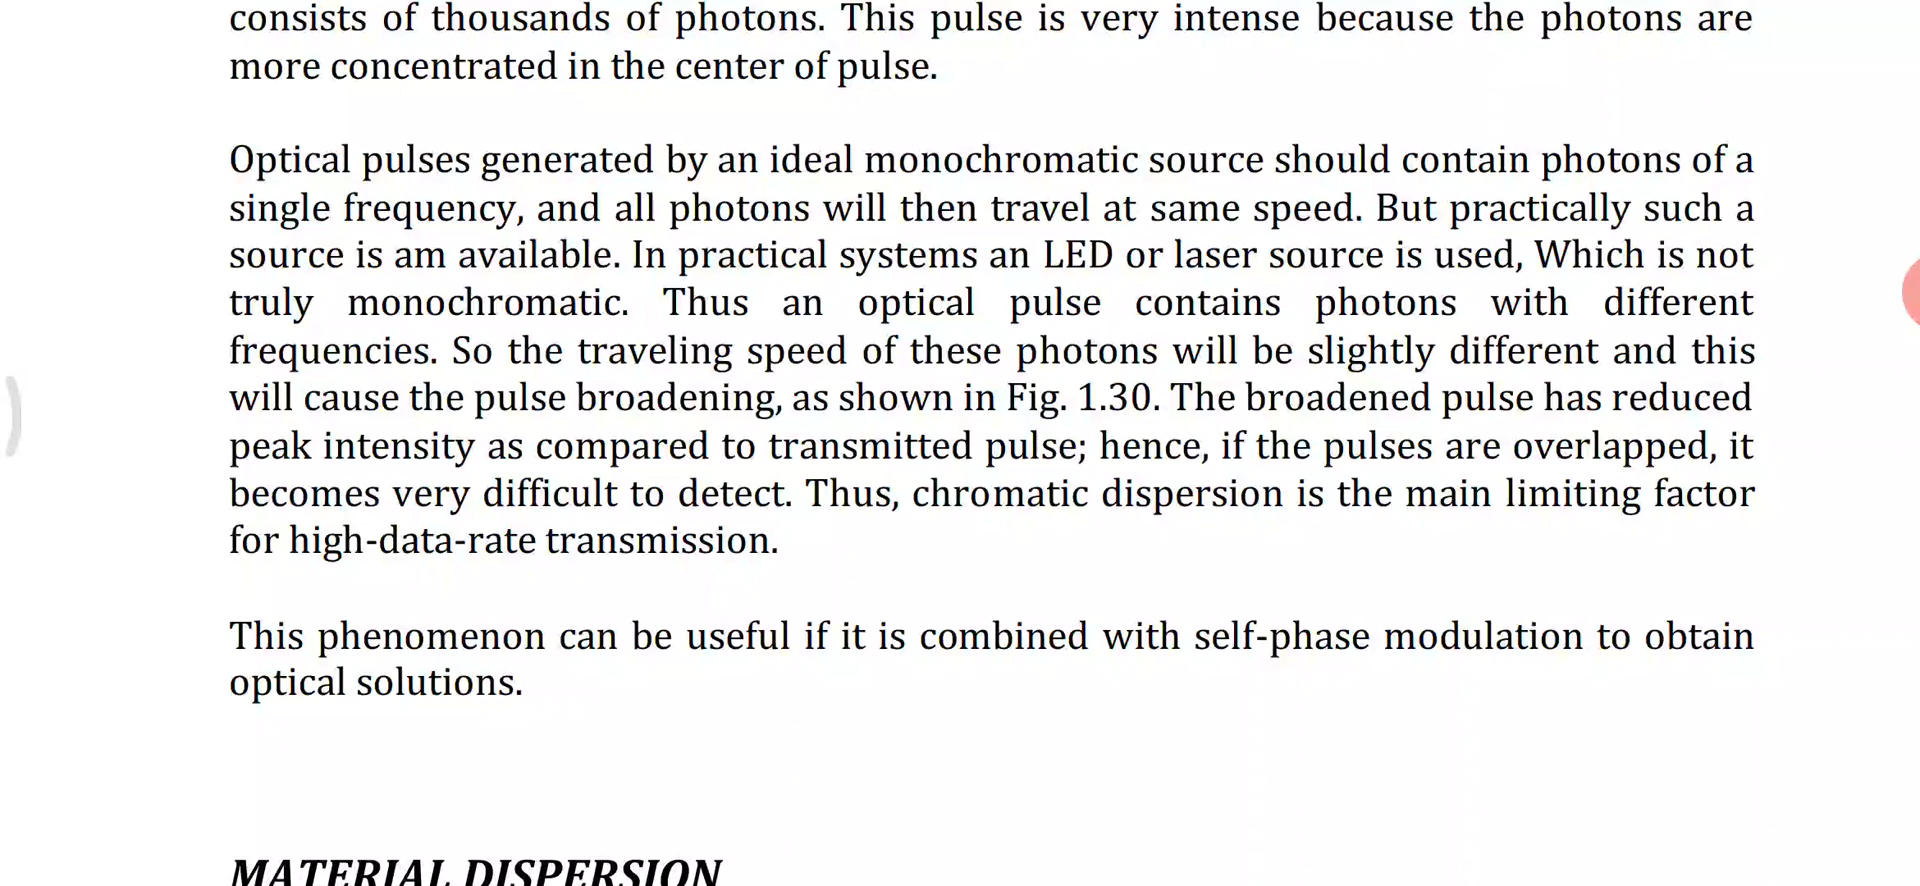 consists of thousands of photons. This pulse is very intense because the photons are
more concentrated in the center of pulse.
Optical pulses generated by an ideal monochromatic source should contain photons of a
single frequency, and all photons will then travel at same speed. But practically such a
source is am available. In practical systems an LED or laser source is used, Which is not
truly monochromatic. Thus an optical pulse contains photons with different
frequencies. So the traveling speed of these photons will be slightly different and this
will cause the pulse broadening, as shown in Fig. 1.30. The broadened pulse has reduced
peak intensity as compared to transmitted pulse; hence, if the pulses are overlapped, it
becomes very difficult to detect. Thus, chromatic dispersion is the main limiting factor
for high-data-rate transmission.
This phenomenon can be useful if it is combined with self-phase modulation to obtain
optical solutions.
MATERIAL DISPERSION